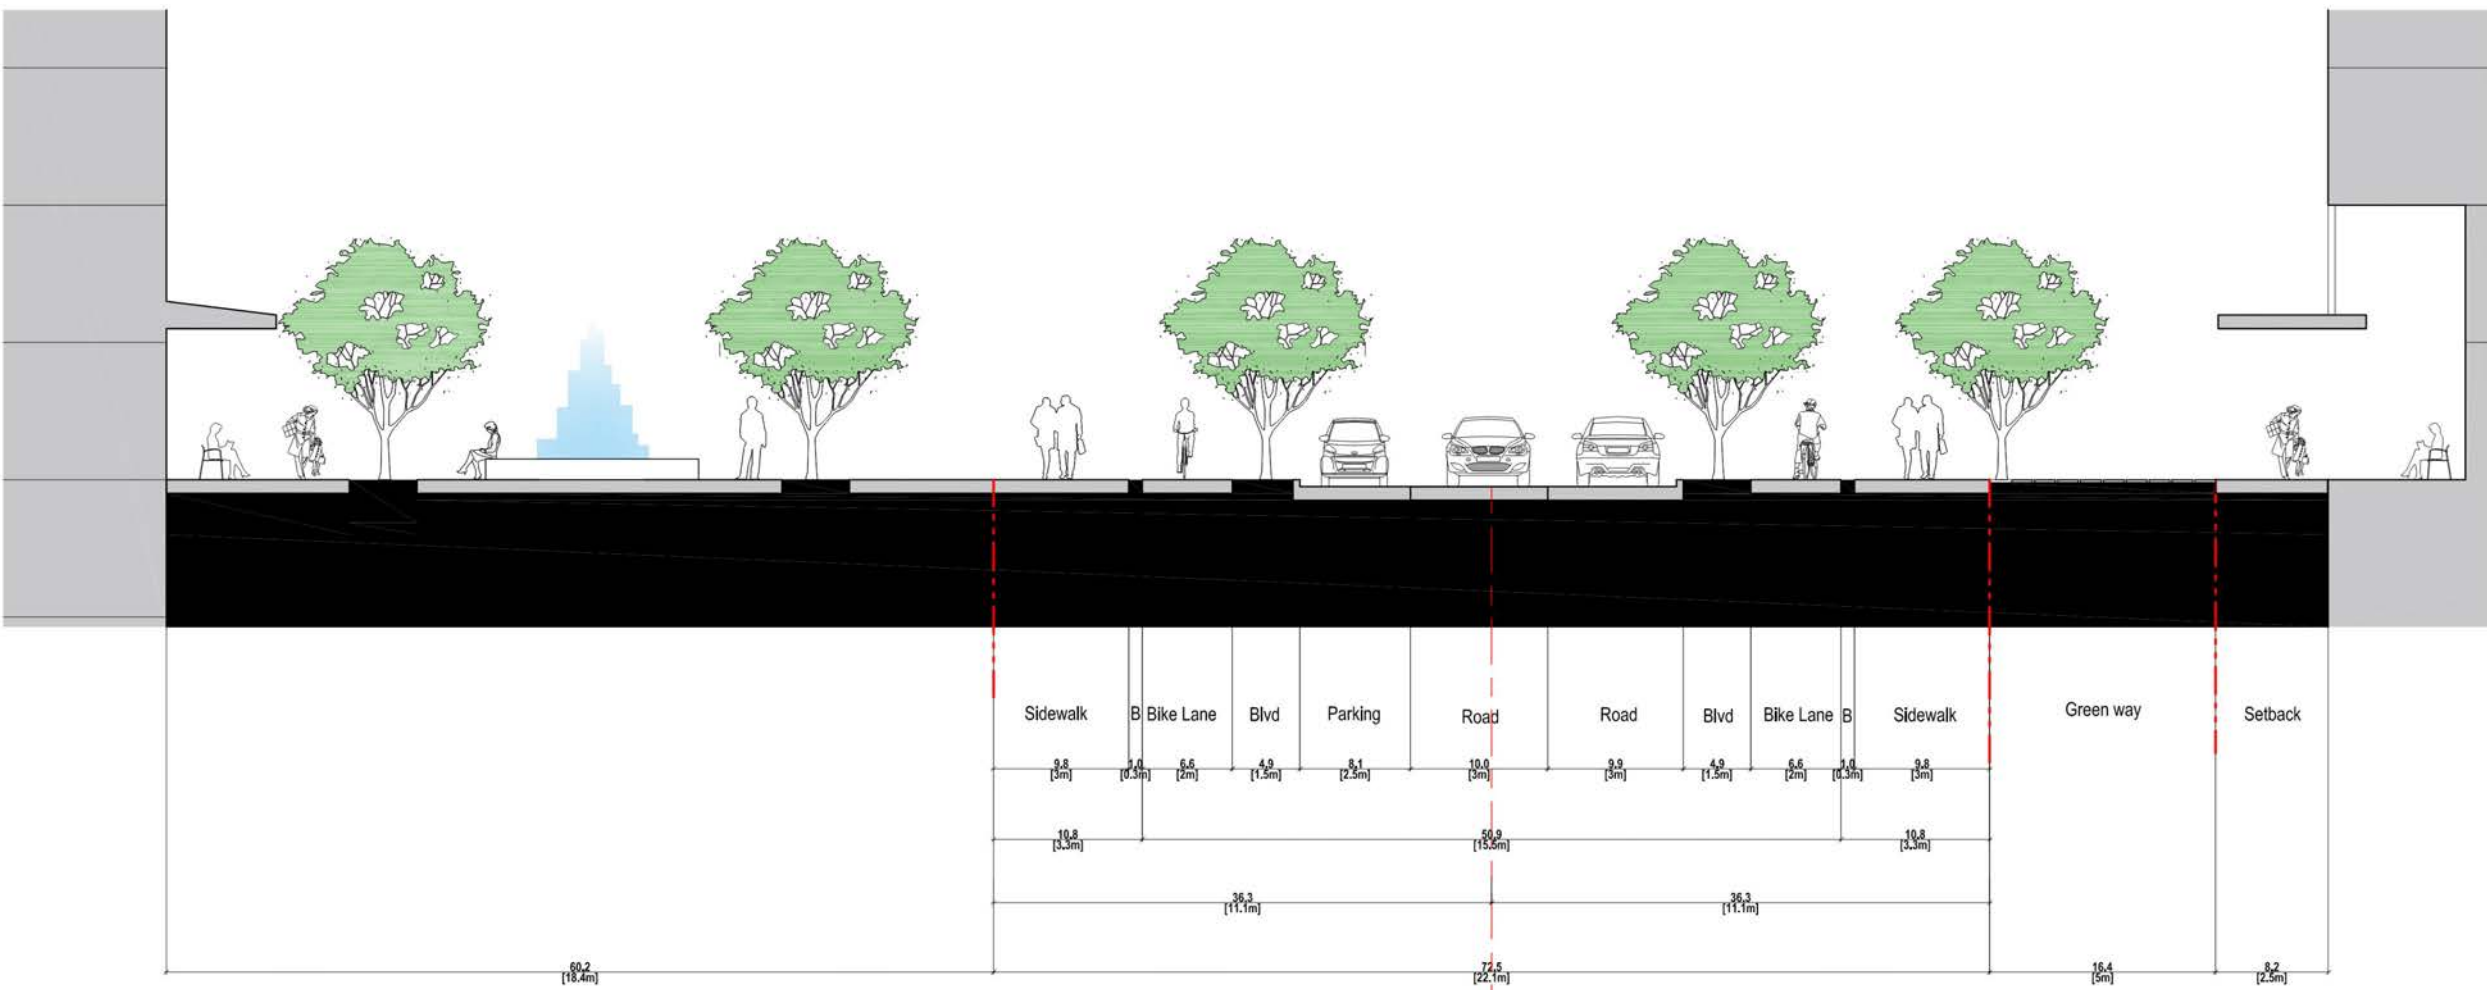 Sidewalk B Bike Lane Blvd Parking Road Road Blvd Bike Lane B Sidewalk Green way Setback
9.8 1.0 6.6 4.9 8.1 10.0 9.9 4.9 6.6 1.0 9.8
[3m] [0.3m] [2m] [1.5m] [2.5m] [3m] [3m] [1.5m] [2m] [0.3m] [3m]
10.8 50.9 10.8
[3.3m] [15.5m] [3.3m]
36.3 36.3
[11.1m] [11.1m]
60.2 72.5 16.4 8.2
[18.4m] [22.1m] [5m] [2.5m]